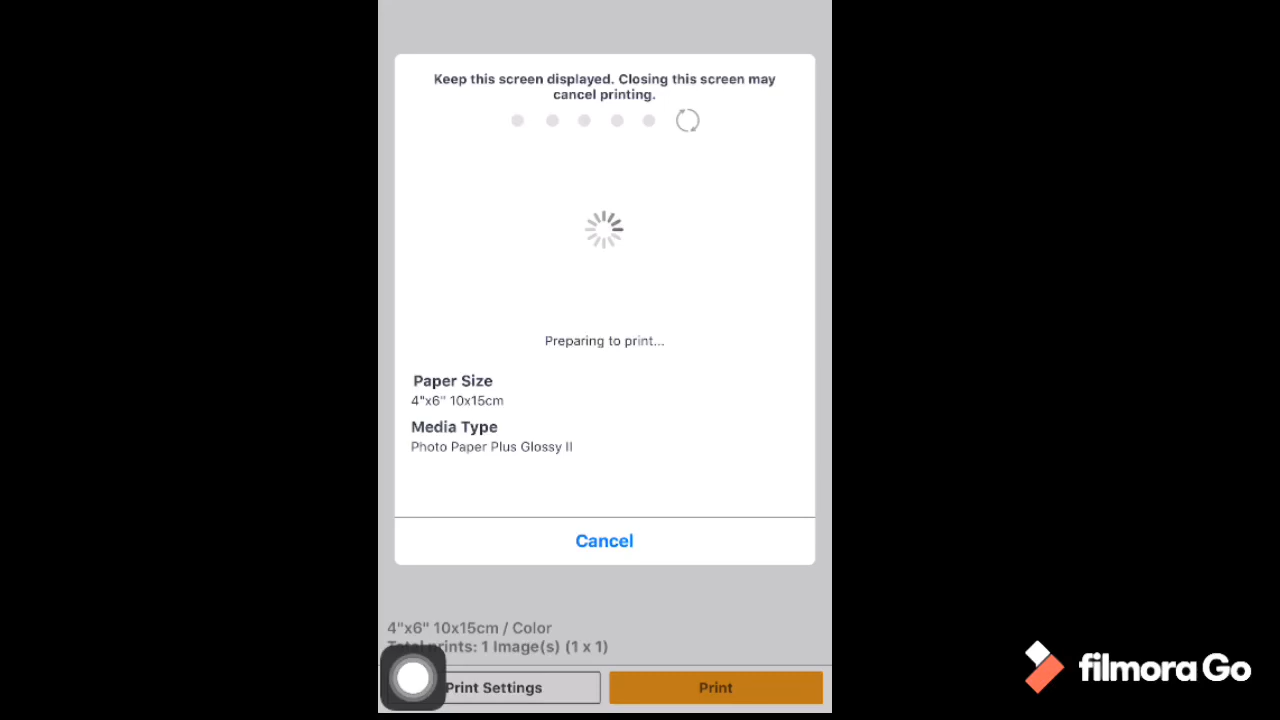 Keep this screen displayed. Closing this screen may
cancel printing.
Preparing to print...
Paper Size
4"x6" 10x15cm
Media Type
Photo Paper Plus Glossy II
Cancel
4"x6" 10x15cm / Color
Total prints: 1 Image(s) (1 x 1)
Print Settings
Print
filmora Go